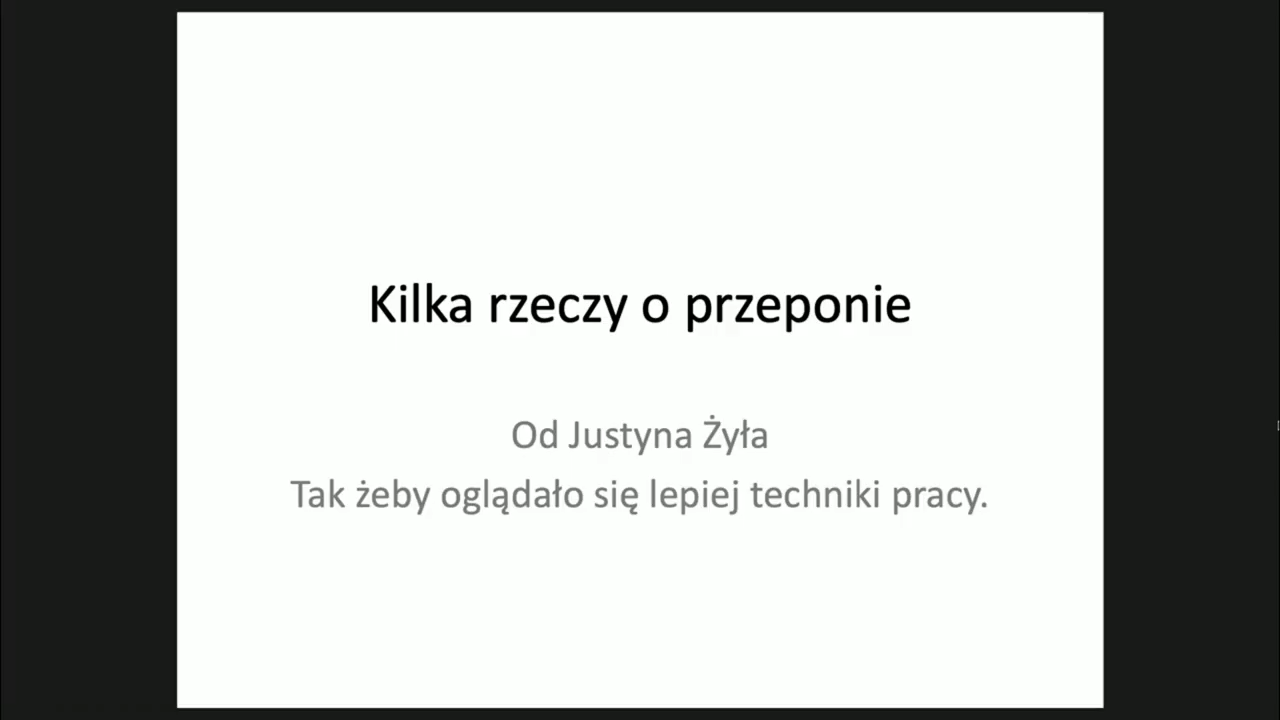 Kilka rzeczy o przeponie
Od Justyna Żyła
Tak żeby oglądało się lepiej techniki pracy.